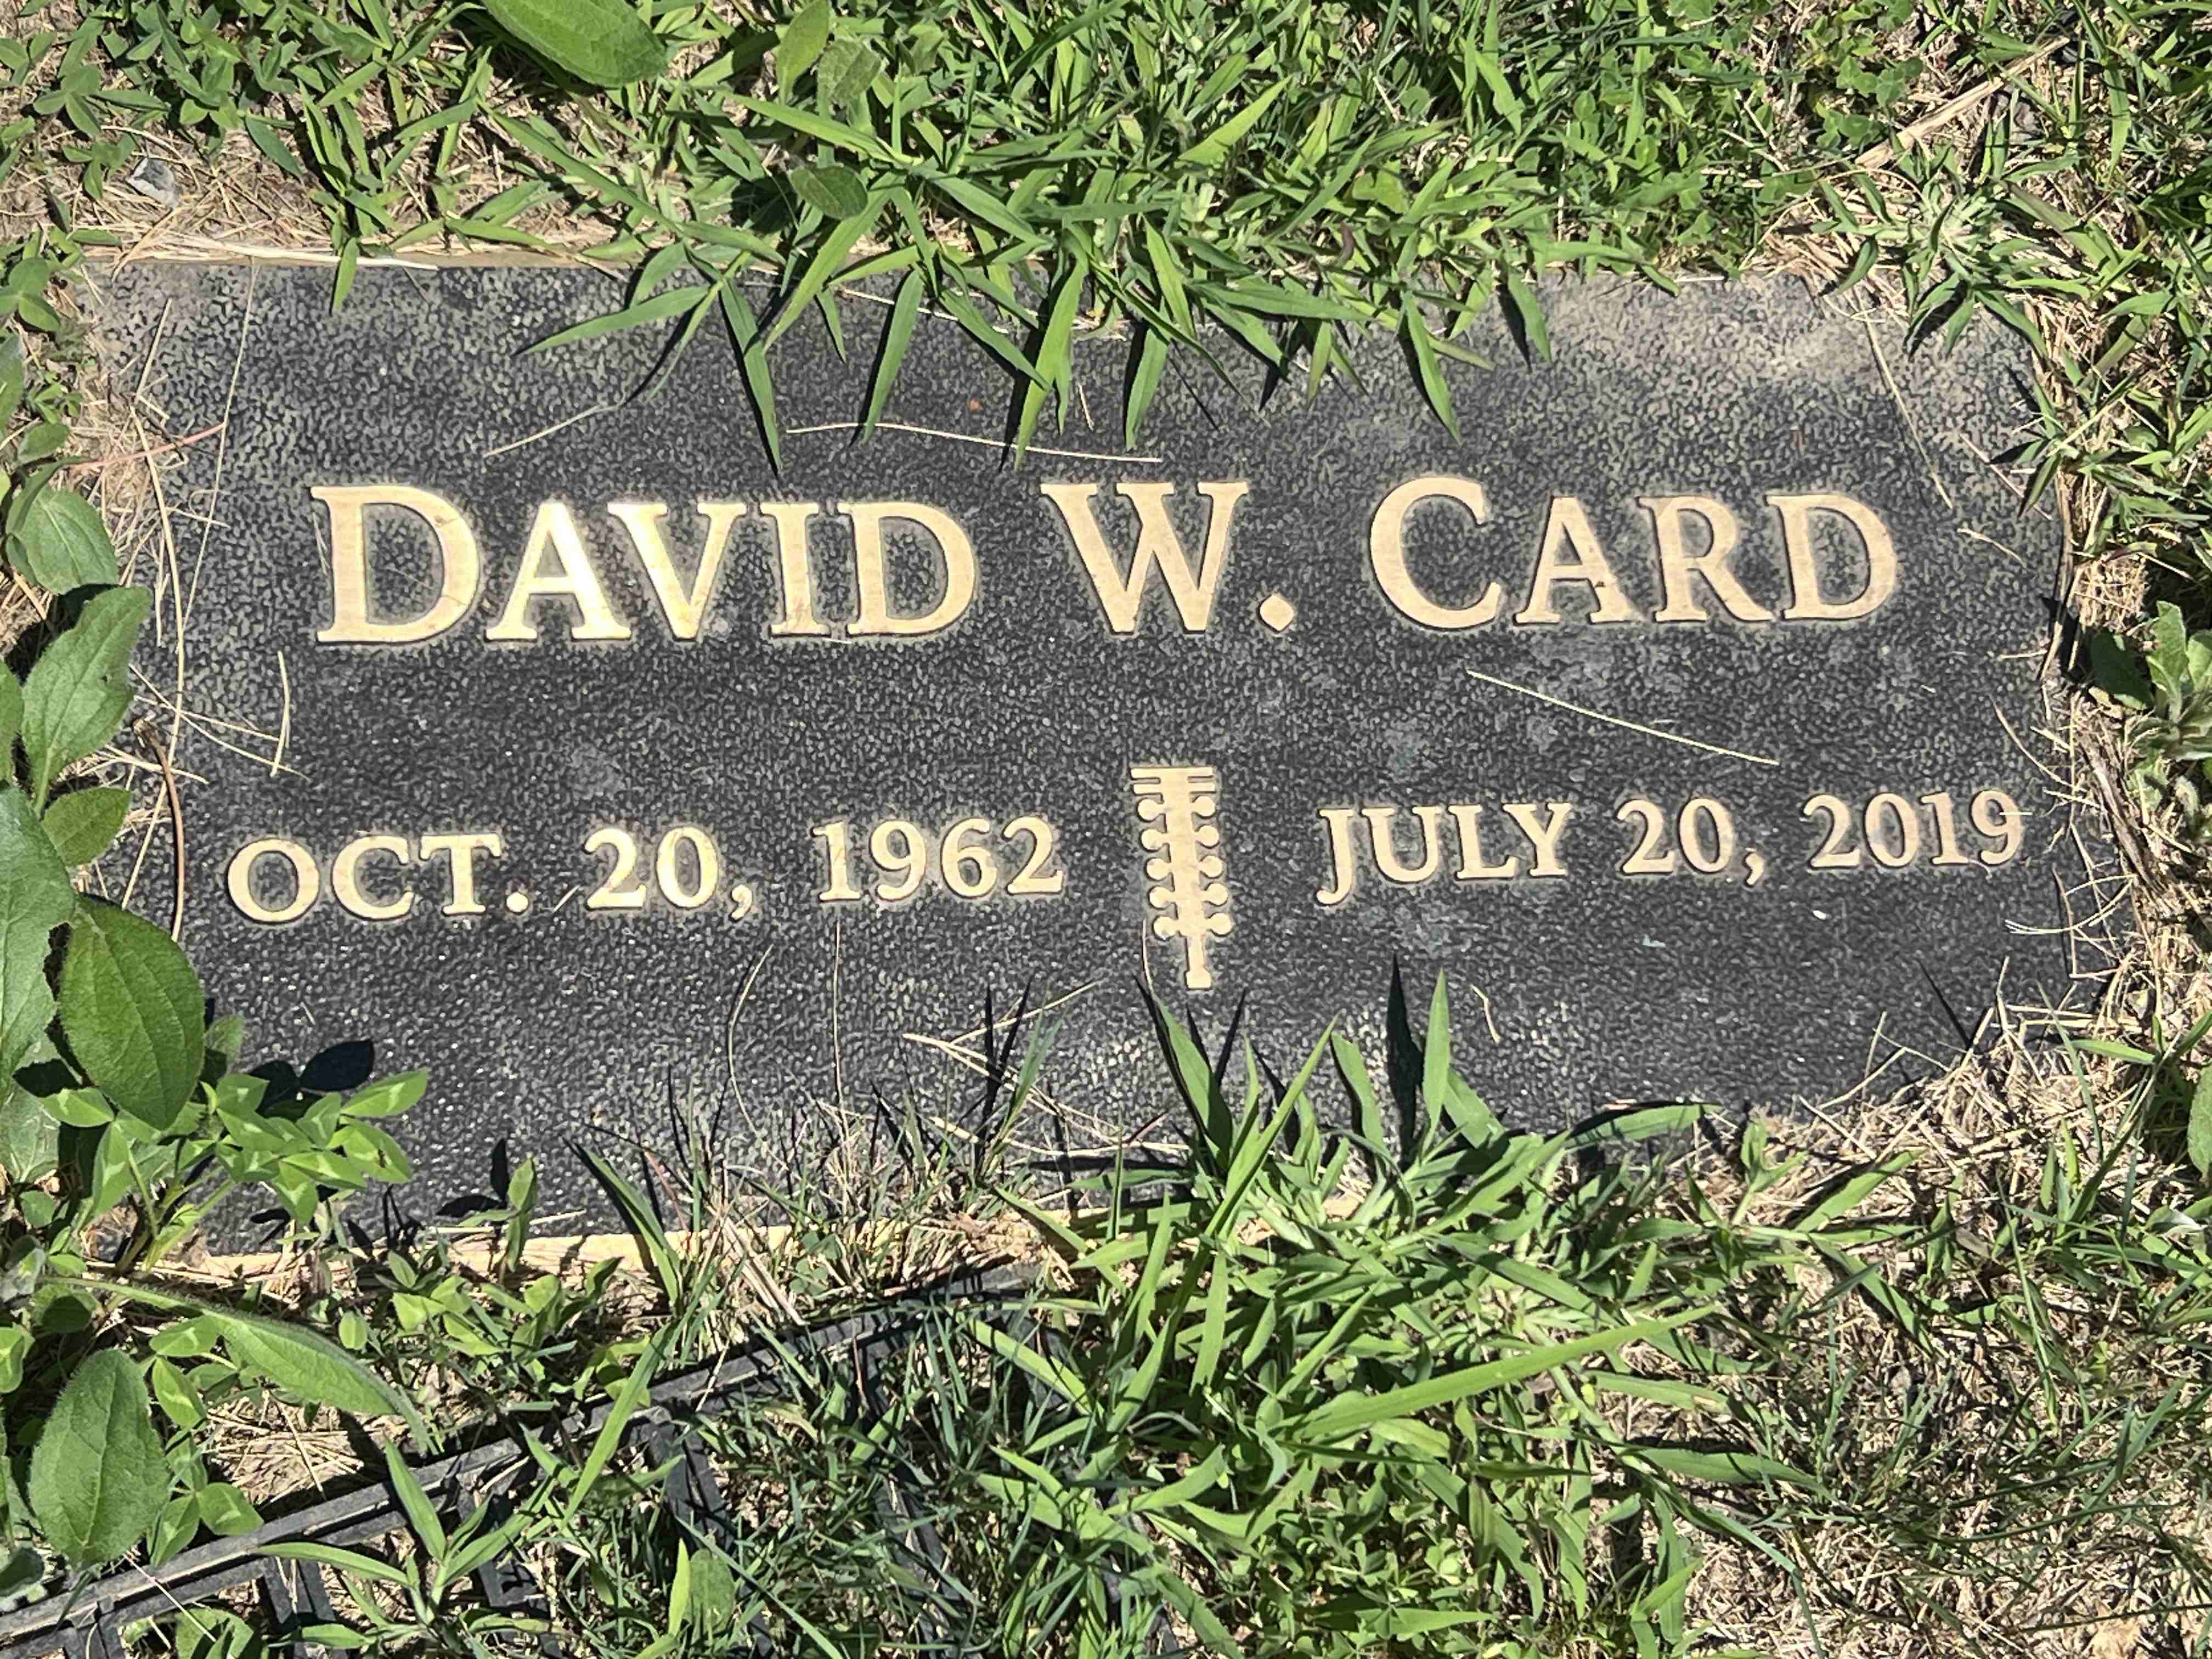 DAVID W. CARD
OCT. 20, 1962 JULY 20, 2019